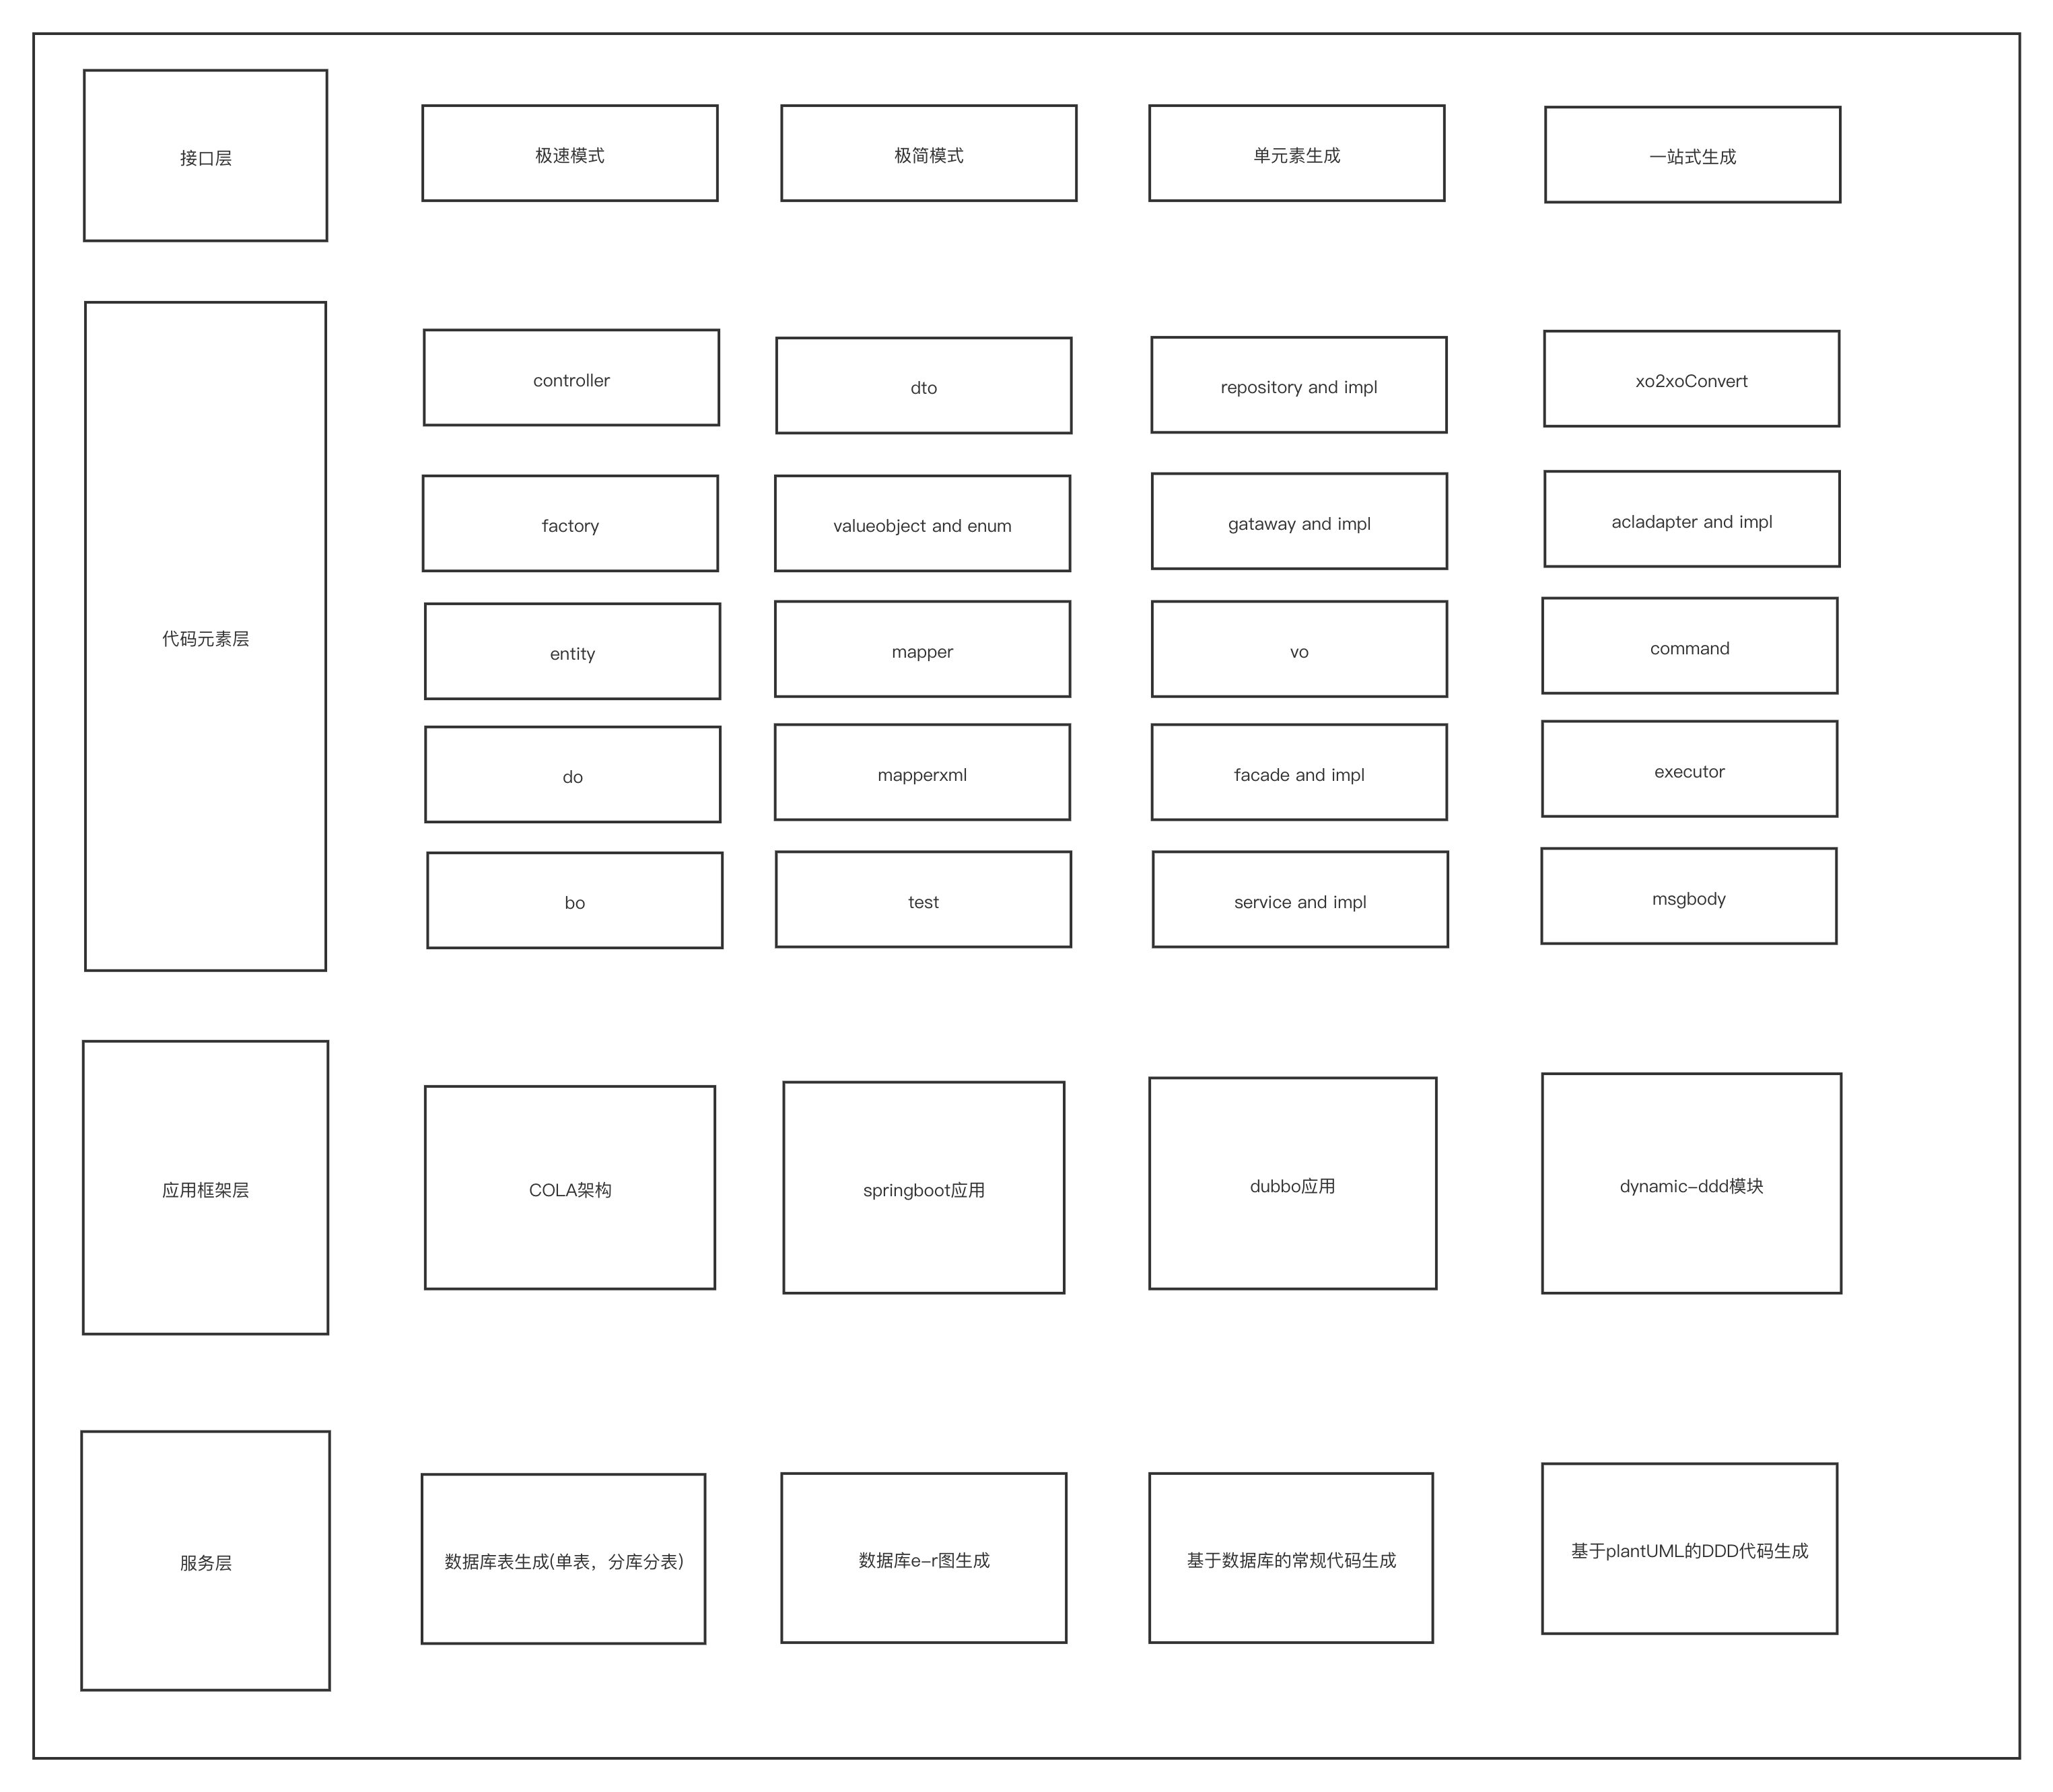 接口层
极速模式
极简模式
单元素生成
一站式生成
代码元素层
controller
dto
repository and impl
xo2xoConvert
factory
valueobject and enum
gataway and impl
acladapter and impl
entity
mapper
vo
command
do
mapperxml
facade and impl
executor
bo
test
service and impl
msgbody
应用框架层
COLA架构
springboot应用
dubbo应用
dynamic-ddd模块
服务层
数据库表生成(单表，分库分表)
数据库e-r图生成
基于数据库的常规代码生成
基于plantUML的DDD代码生成